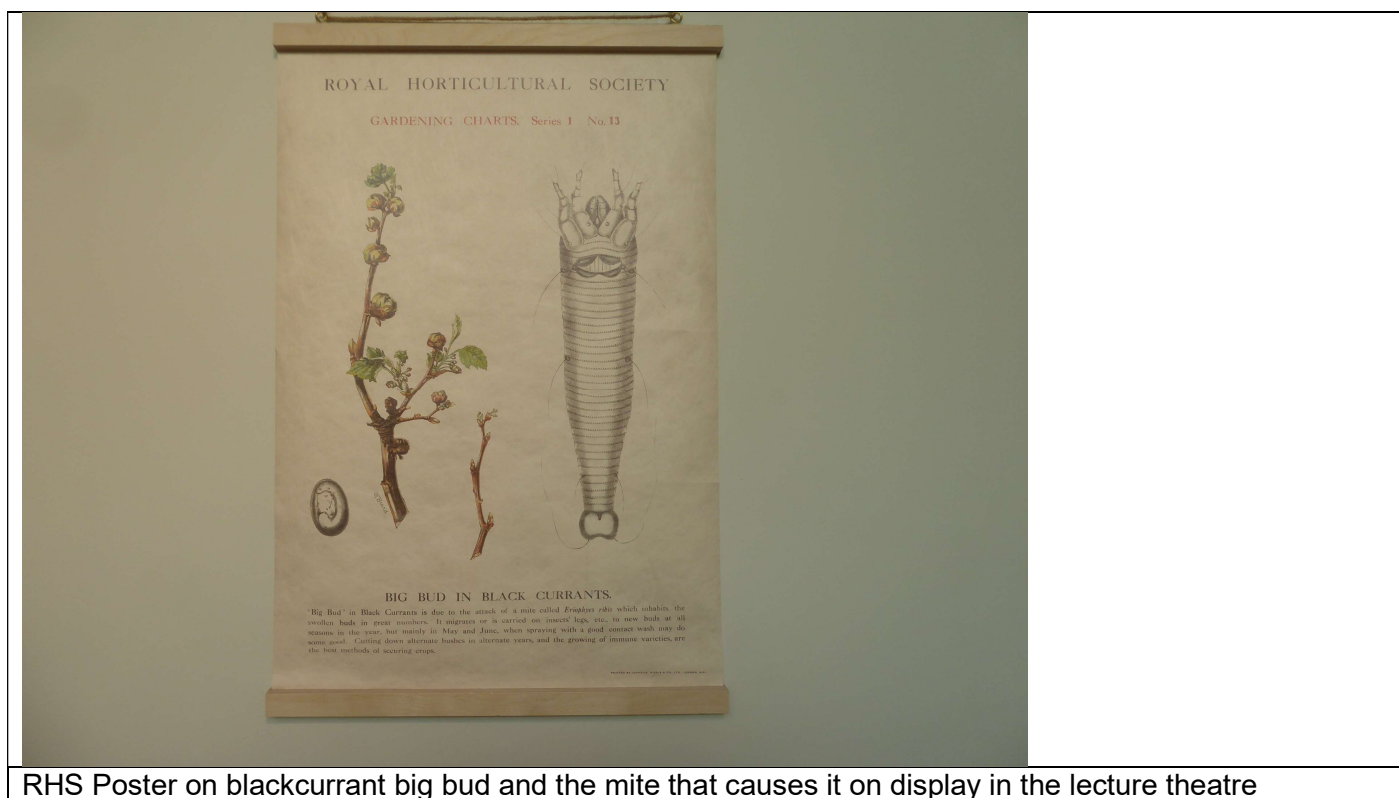 ROYAL HORTICULTURAL SOCIETY
GARDENING CHARTS. Series 1 No. 13
BIG BUD IN BLACK CURRANTS.
'Big Bud' in Black Currants is due to the attack of a mite called Eriophyes ribis which inhabits the
swollen buds in great numbers. It migrates or is carried on insects' legs, etc., to new buds at all
seasons in the year, but mainly in May and June, when spraying with a good contact wash may do
some good. Cutting down alternate bushes in alternate years, and the growing of immune varieties, are
the best methods of securing crops.
PRINTED BY LONDON
RHS Poster on blackcurrant big bud and the mite that causes it on display in the lecture theatre